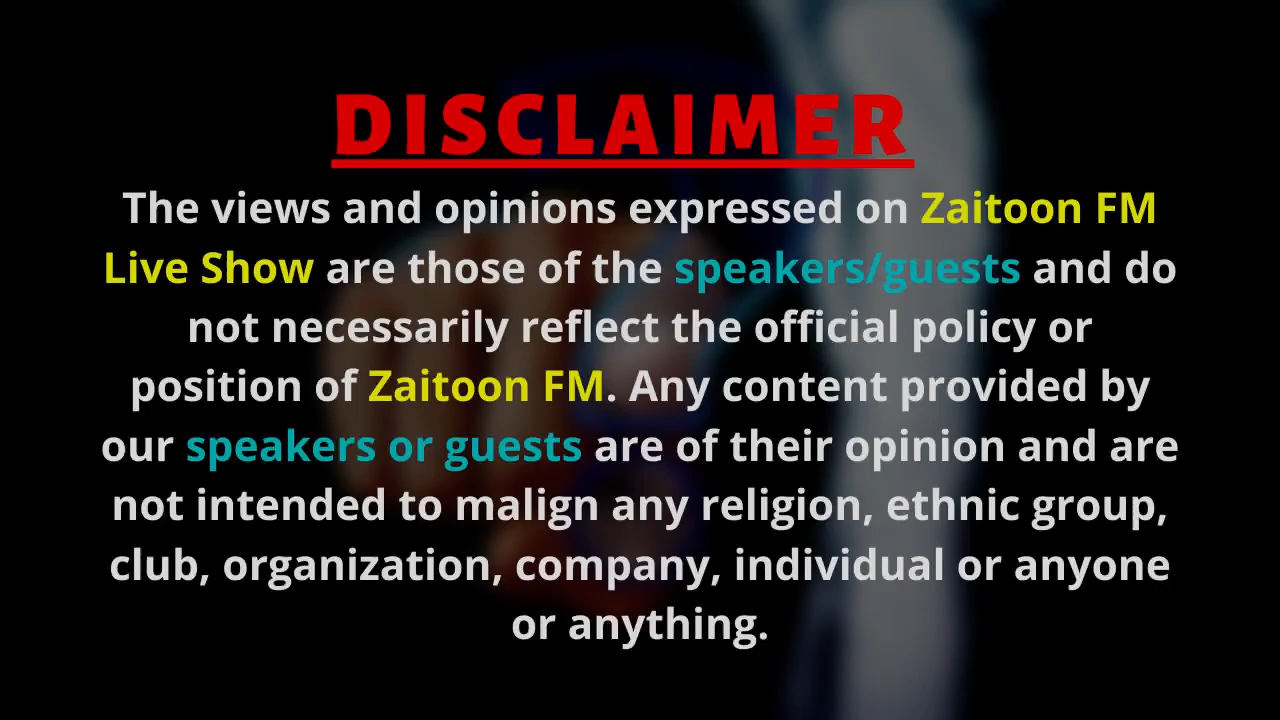 DISCLAIMER
The views and opinions expressed on Zaitoon FM
Live Show are those of the speakers/guests and do
not necessarily reflect the official policy or
position of Zaitoon FM. Any content provided by
our speakers or guests are of their opinion and are
not intended to malign any religion, ethnic group,
club, organization, company, individual or anyone
or anything.